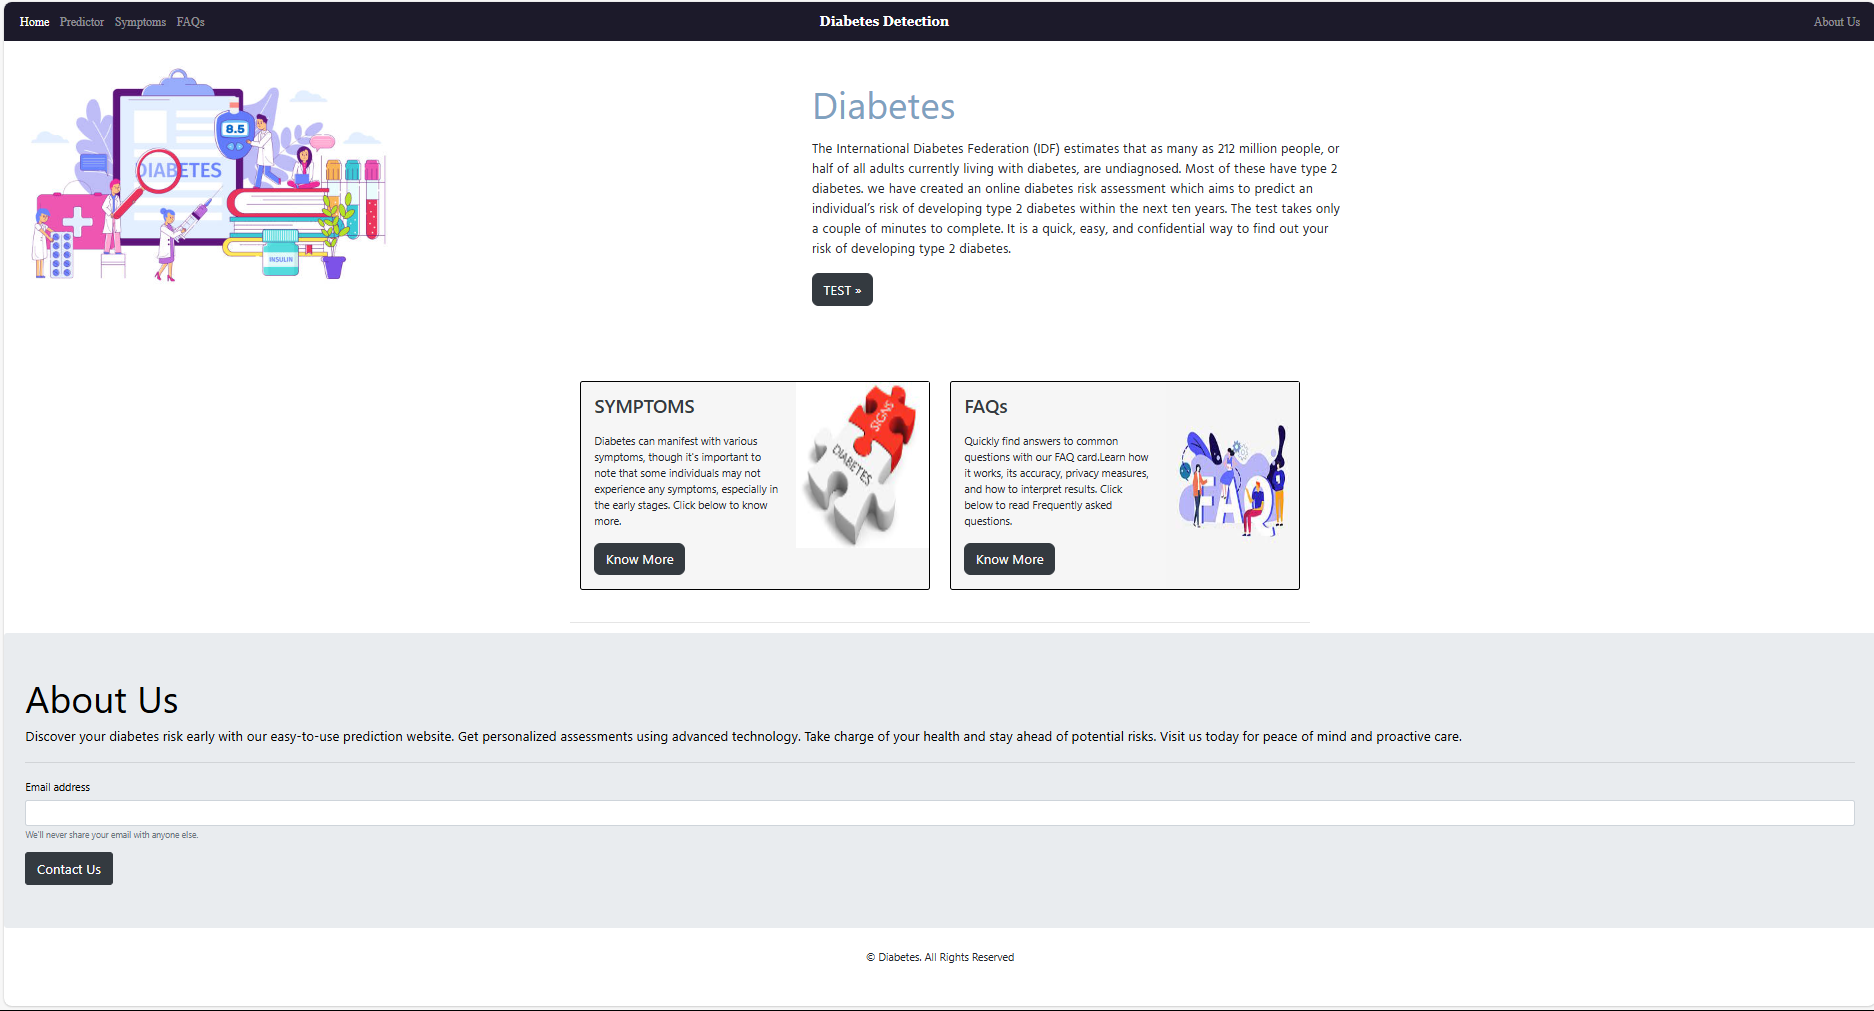 Home Predictor Symptoms FAQs Diabetes Detection About Us
8.5
DIABETES
INSULIN
Diabetes
The International Diabetes Federation (IDF) estimates that as many as 212 million people, or
half of all adults currently living with diabetes, are undiagnosed. Most of these have type 2
diabetes. we have created an online diabetes risk assessment which aims to predict an
individual's risk of developing type 2 diabetes within the next ten years. The test takes only
a couple of minutes to complete. It is a quick, easy, and confidential way to find out your
risk of developing type 2 diabetes.
TEST »
SYMPTOMS
Diabetes can manifest with various
symptoms, though it's important to
note that some individuals may not
experience any symptoms, especially in
the early stages. Click below to know
more.
Know More
SIGNS
DIABETES
FAQs
Quickly find answers to common
questions with our FAQ card.Learn how
it works, its accuracy, privacy measures,
and how to interpret results. Click
below to read Frequently asked
questions.
Know More
FAQ
About Us
Discover your diabetes risk early with our easy-to-use prediction website. Get personalized assessments using advanced technology. Take charge of your health and stay ahead of potential risks. Visit us today for peace of mind and proactive care.
Email address
We'll never share your email with anyone else.
Contact Us
© Diabetes. All Rights Reserved